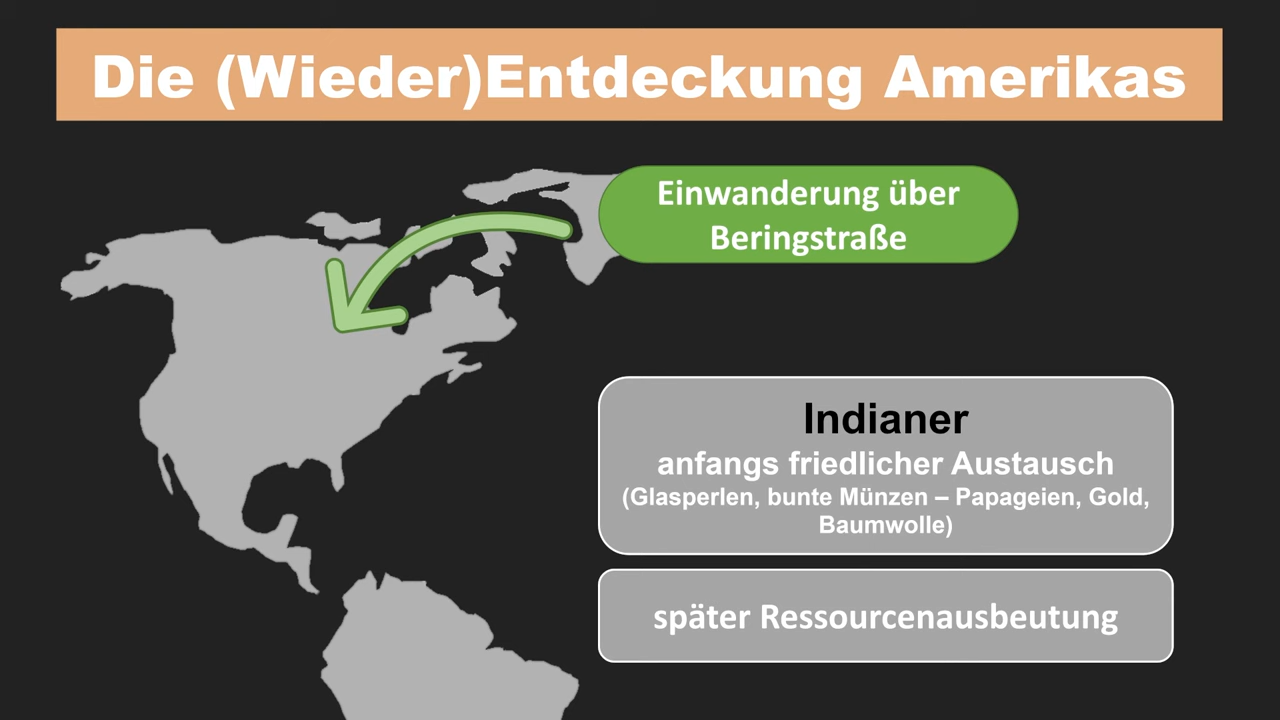 Die (Wieder)Entdeckung Amerikas
Einwanderung über
Beringstraße
Indianer
anfangs friedlicher Austausch
(Glasperlen, bunte Münzen – Papageien, Gold,
Baumwolle)
später Ressourcenausbeutung